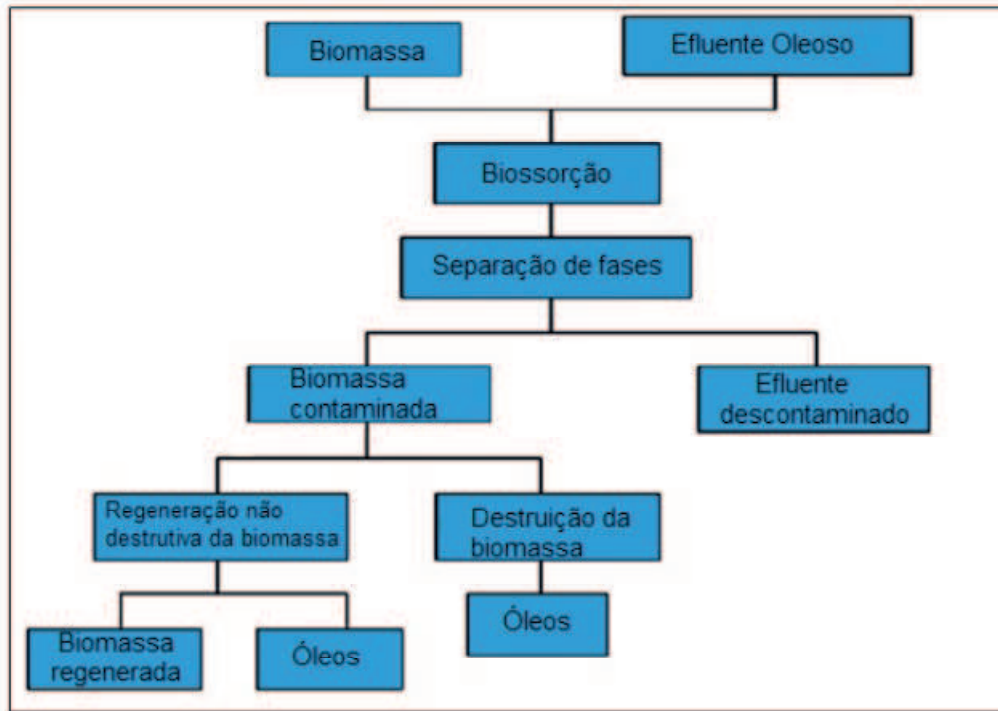 Biomassa
Efluente Oleoso
Biossorção
Separação de fases
Biomassa
contaminada
Efluente
descontaminado
Regeneração não
destrutiva da biomassa
Destruição da
biomassa
Biomassa
regenerada
Óleos
Óleos